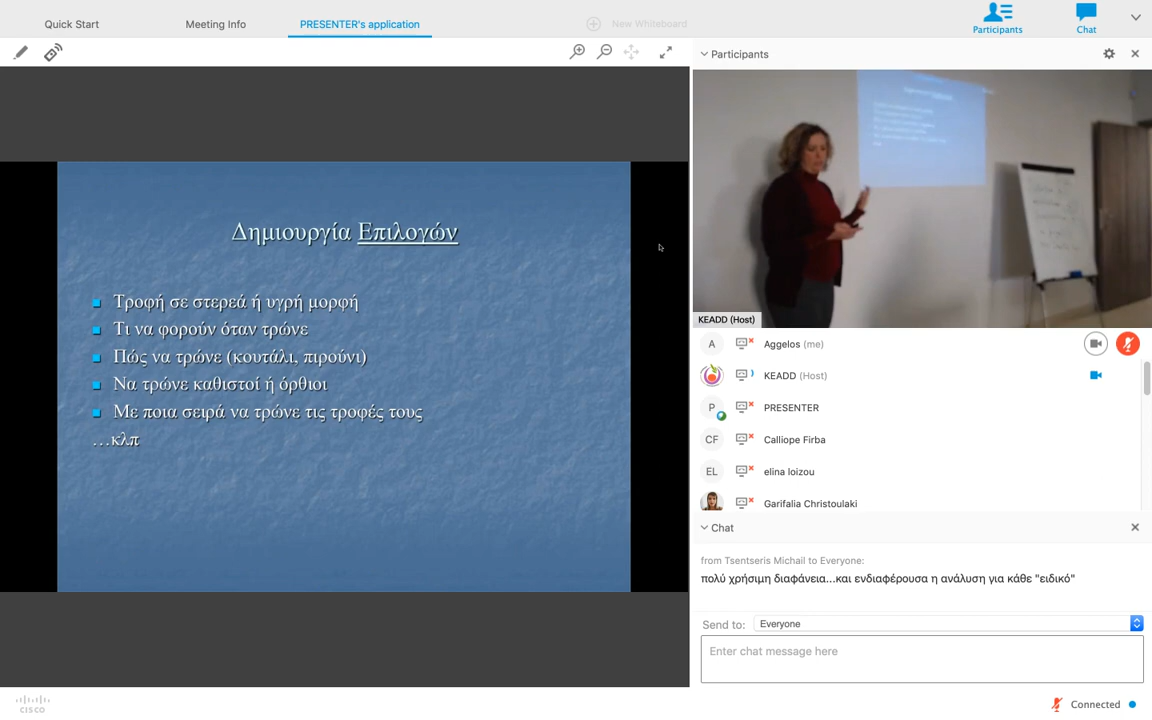 Quick Start
Meeting Info
PRESENTER's application
New Whiteboard
Participants
Chat
Δημιουργία Επιλογών
Τροφή σε στερεά ή υγρή μορφή
Τι να φορούν όταν τρώνε
Πώς να τρώνε (κουτάλι, πιρούνι)
Να τρώνε καθιστοί ή όρθιοι
Με ποια σειρά να τρώνε τις τροφές τους
…κλπ
Participants
KEADD (Host)
A Aggelos (me)
KEADD (Host)
P PRESENTER
CF Calliope Firba
EL elina loizou
Garifalia Christoulaki
Chat
from Tsentseris Michail to Everyone:
πολύ χρήσιμη διαφάνεια...και ενδιαφέρουσα η ανάλυση για κάθε "ειδικό"
Send to: Everyone
Enter chat message here
CISCO
Connected